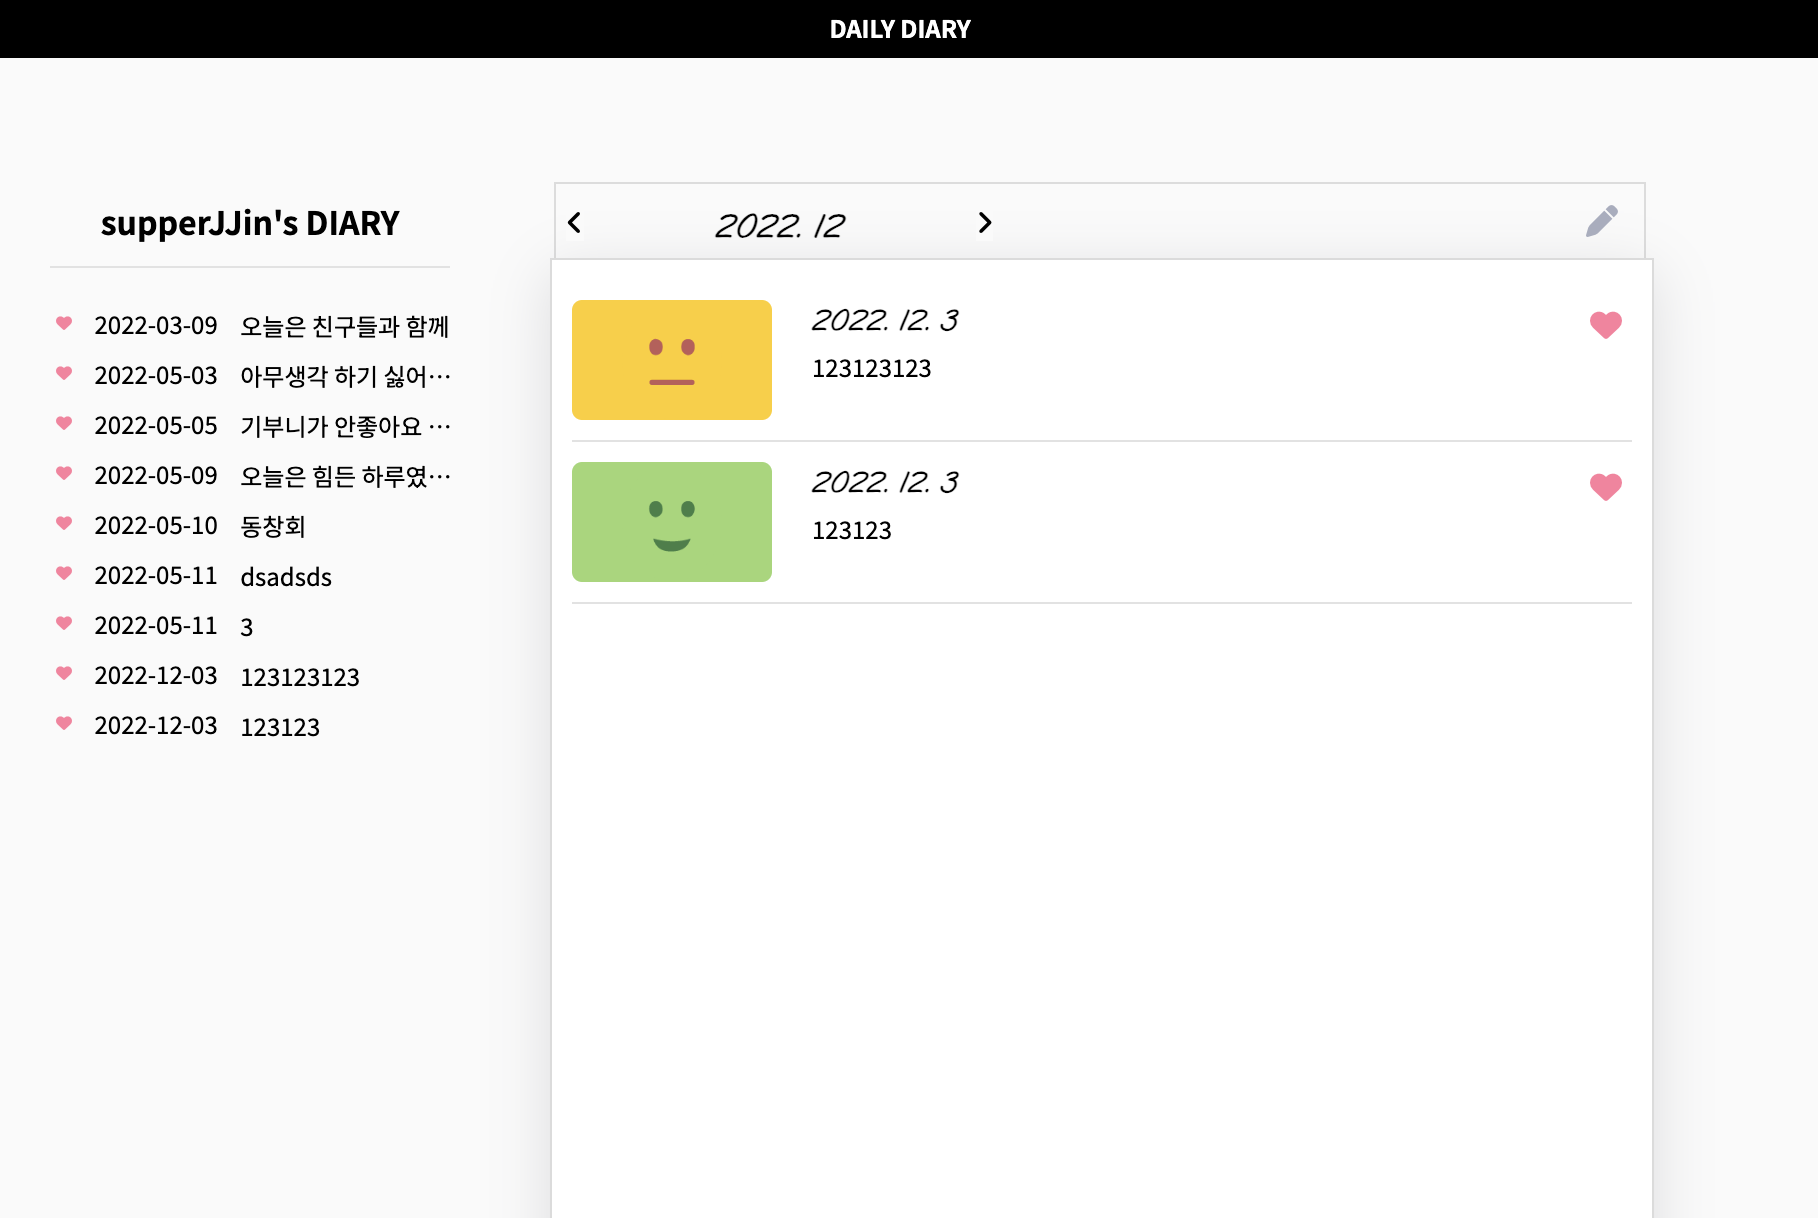 DAILY DIARY
supperJJin's DIARY
2022-03-09 오늘은 친구들과 함께
2022-05-03 아무생각 하기 싫어…
2022-05-05 기부니가 안좋아요 …
2022-05-09 오늘은 힘든 하루였…
2022-05-10 동창회
2022-05-11 dsadsds
2022-05-11 3
2022-12-03 123123123
2022-12-03 123123
2022. 12
2022. 12. 3
123123123
2022. 12. 3
123123